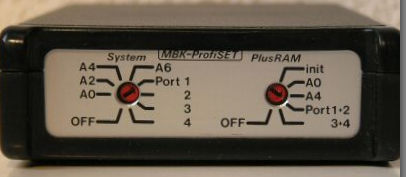 System MBK-ProfiSET PlusRAM
A4 A6 init
A2 Port 1 A0
A0 2 A4
3 Port1+2
OFF 4 OFF 3+4